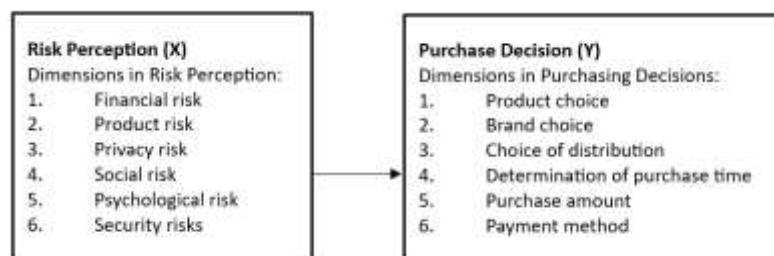 Risk Perception (X)
Dimensions in Risk Perception:
1. Financial risk
2. Product risk
3. Privacy risk
4. Social risk
5. Psychological risk
6. Security risks
Purchase Decision (Y)
Dimensions in Purchasing Decisions:
1. Product choice
2. Brand choice
3. Choice of distribution
4. Determination of purchase time
5. Purchase amount
6. Payment method